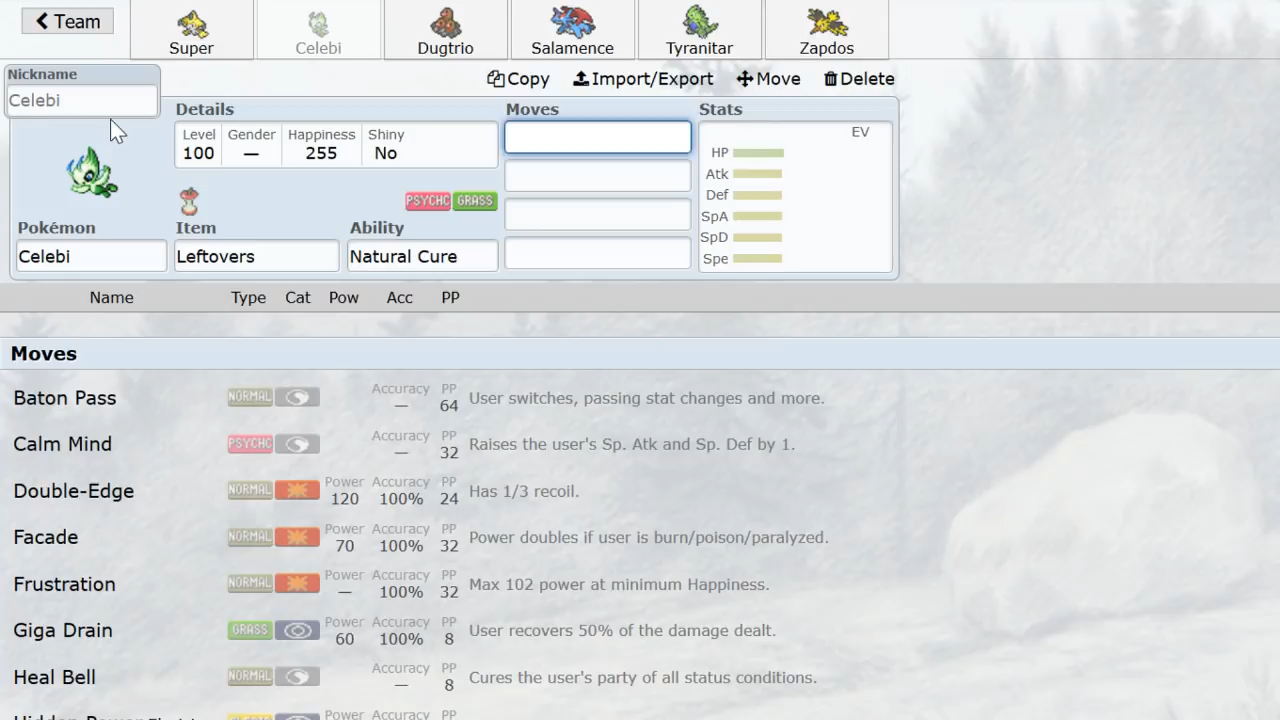 Team
Super
Celebi
Dugtrio
Salamence
Tyranitar
Zapdos
Nickname
Celebi
Copy
Import/Export
Move
Delete
Details
Moves
Stats
Level Gender Happiness Shiny
100 — 255 No
EV
HP
Atk
Def
SpA
SpD
Spe
PSYCHC GRASS
Pokémon
Item
Ability
Celebi
Leftovers
Natural Cure
Name Type Cat Pow Acc PP
Moves
Baton Pass NORMAL Accuracy — PP 64 User switches, passing stat changes and more.
Calm Mind PSYCHC Accuracy — PP 32 Raises the user's Sp. Atk and Sp. Def by 1.
Double-Edge NORMAL Power 120 Accuracy 100% PP 24 Has 1/3 recoil.
Facade NORMAL Power 70 Accuracy 100% PP 32 Power doubles if user is burn/poison/paralyzed.
Frustration NORMAL Power — Accuracy 100% PP 32 Max 102 power at minimum Happiness.
Giga Drain GRASS Power 60 Accuracy 100% PP 8 User recovers 50% of the damage dealt.
Heal Bell NORMAL Accuracy — PP 8 Cures the user's party of all status conditions.
Hidden Power Power Accuracy PP